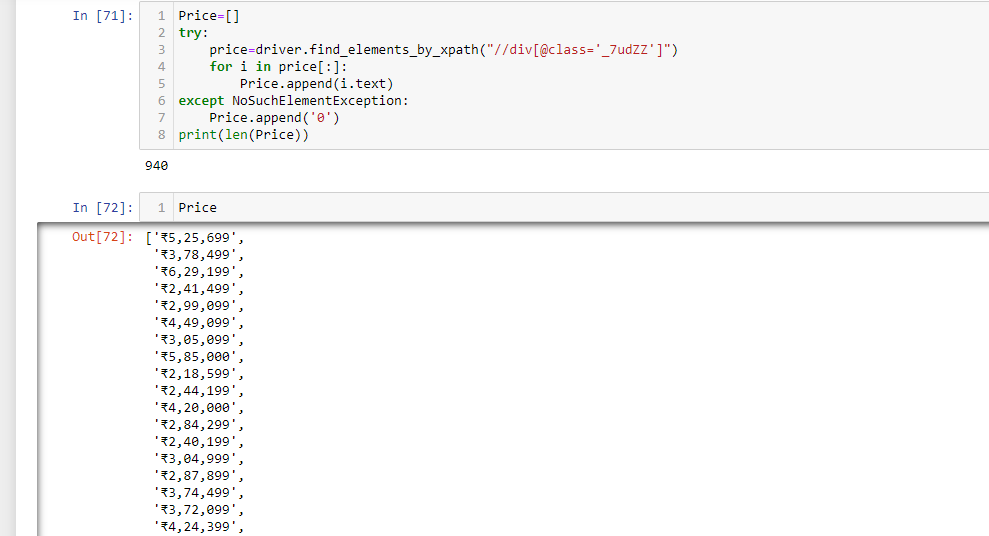 In [71]:
1 Price=[]
2 try:
3     price=driver.find_elements_by_xpath("//div[@class='_7udZZ']")
4     for i in price[:]:
5         Price.append(i.text)
6 except NoSuchElementException:
7     Price.append('0')
8 print(len(Price))
940
In [72]:
1 Price
Out[72]: ['₹5,25,699',
'₹3,78,499',
'₹6,29,199',
'₹2,41,499',
'₹2,99,099',
'₹4,49,099',
'₹3,05,099',
'₹5,85,000',
'₹2,18,599',
'₹2,44,199',
'₹4,20,000',
'₹2,84,299',
'₹2,40,199',
'₹3,04,999',
'₹2,87,899',
'₹3,74,499',
'₹3,72,099',
'₹4,24,399',